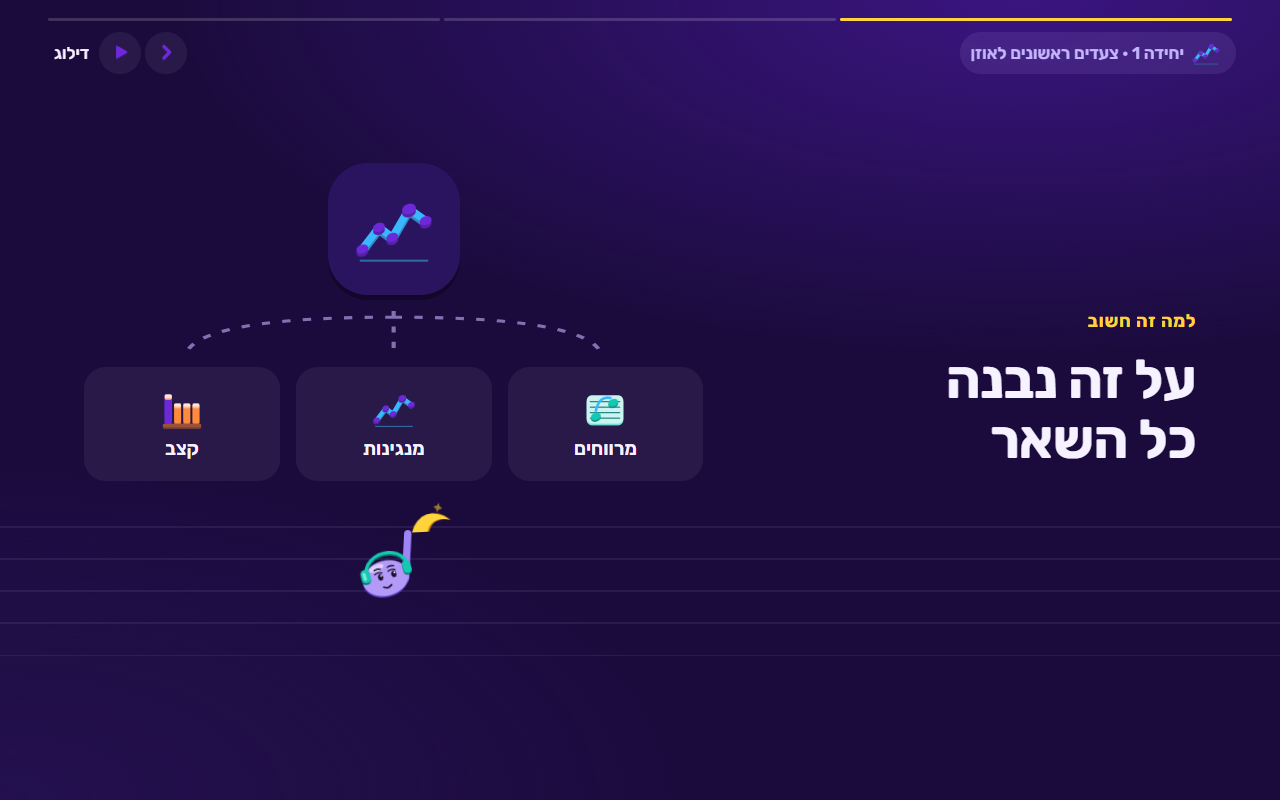 יחידה 1 • צעדים ראשונים לאוזן
דילוג
למה זה חשוב
על זה נבנה
כל השאר
מרווחים
מנגינות
קצב